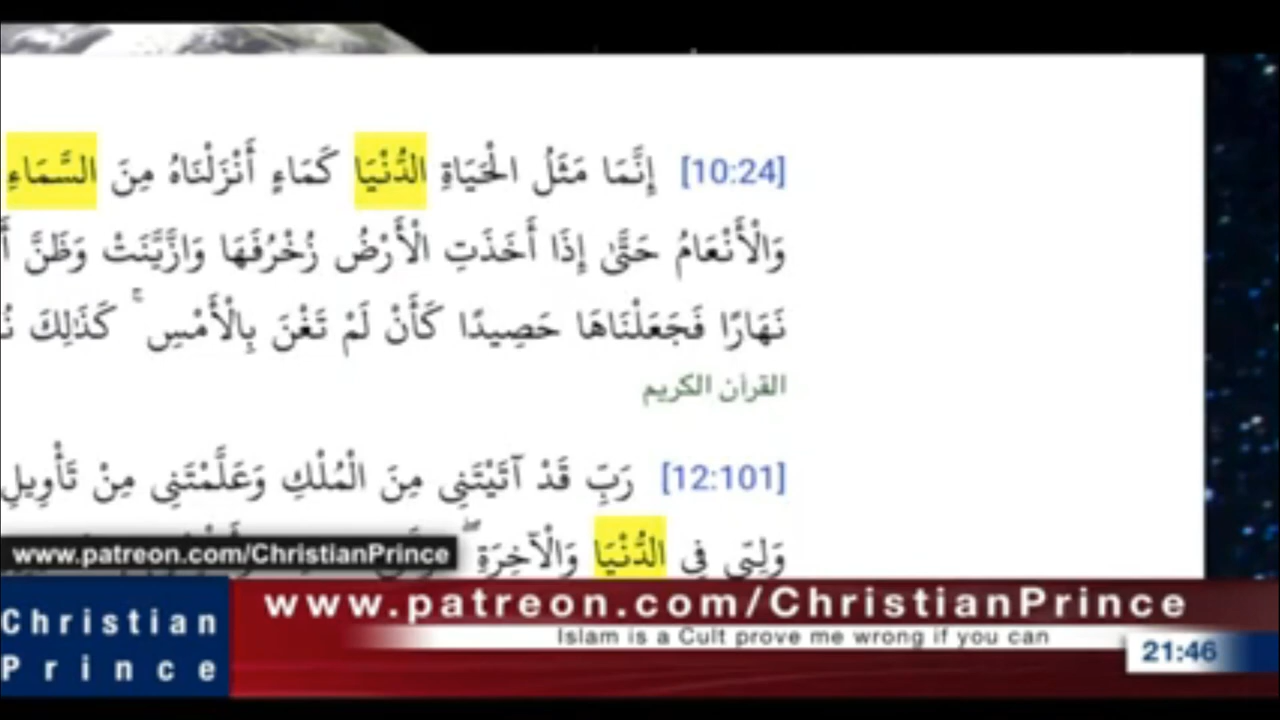 [10:24] إِنَّمَا مَثَلُ الْحَيَاةِ الدُّنْيَا كَمَاءٍ أَنْزَلْنَاهُ مِنَ السَّمَاءِ
وَالْأَنْعَامُ حَتَّىٰ إِذَا أَخَذَتِ الْأَرْضُ زُخْرُفَهَا وَازَّيَّنَتْ وَظَنَّ
نَهَارًا فَجَعَلْنَاهَا حَصِيدًا كَأَنْ لَمْ تَغْنَ بِالْأَمْسِ ۚ كَذَٰلِكَ
القرآن الكريم
[12:101] رَبِّ قَدْ آتَيْتَنِي مِنَ الْمُلْكِ وَعَلَّمْتَنِي مِنْ تَأْوِيلِ
وَلِيِّي فِي الدُّنْيَا وَالْآخِرَةِ ۖ
www.patreon.com/ChristianPrince
www.patreon.com/ChristianPrince
Islam is a Cult prove me wrong if you can
Christian
Prince
21:46